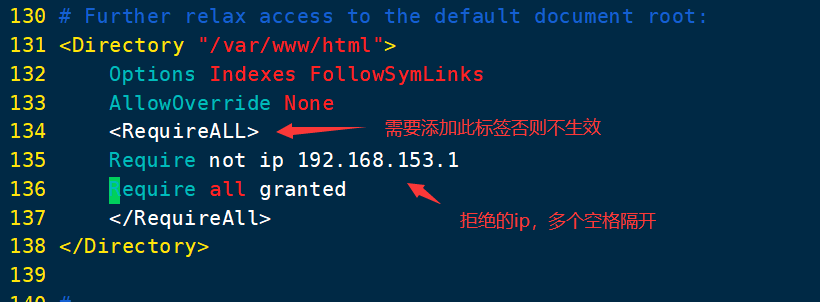 130 # Further relax access to the default document root:
131 <Directory "/var/www/html">
132 Options Indexes FollowSymLinks
133 AllowOverride None
134 <RequireALL>
需要添加此标签否则不生效
135 Require not ip 192.168.153.1
136 Require all granted
137 </RequireAll>
拒绝的ip，多个空格隔开
138 </Directory>
139